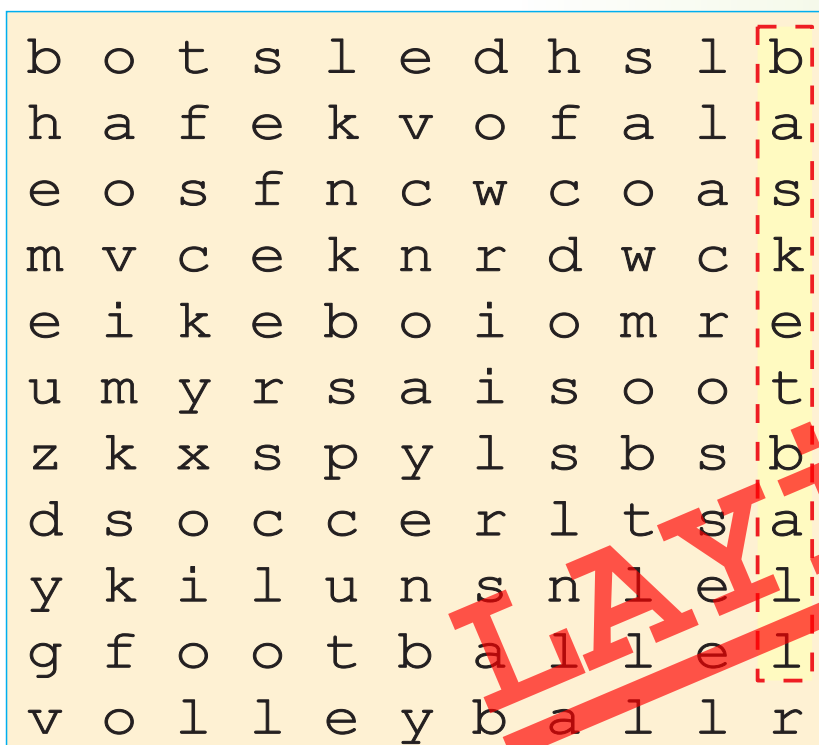 b o t s l e d h s l b
h a f e k v o f a l a
e o s f n c w c o a s
m v c e k n r d w c k
e i k e b o i o m r e
u m y r s a i s o o t
z k x s p y l s b s b
d s o c c e r l t s a
y k i l u n s n l e l
g f o o t b a l l e l
v o l l e y b a l l r